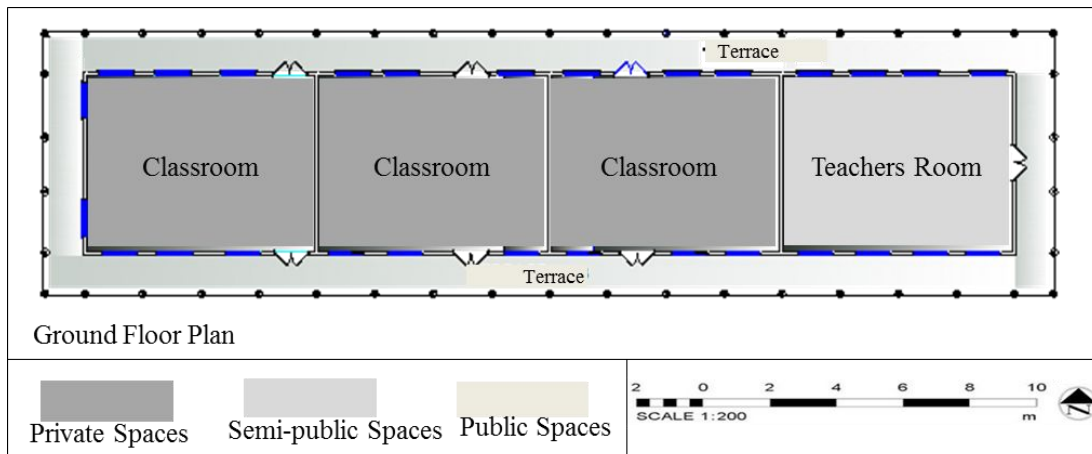 Terrace
Classroom Classroom Classroom Teachers Room
Terrace
Ground Floor Plan
Private Spaces Semi-public Spaces Public Spaces
2 0 2 4 6 8 10
SCALE 1:200 m
N